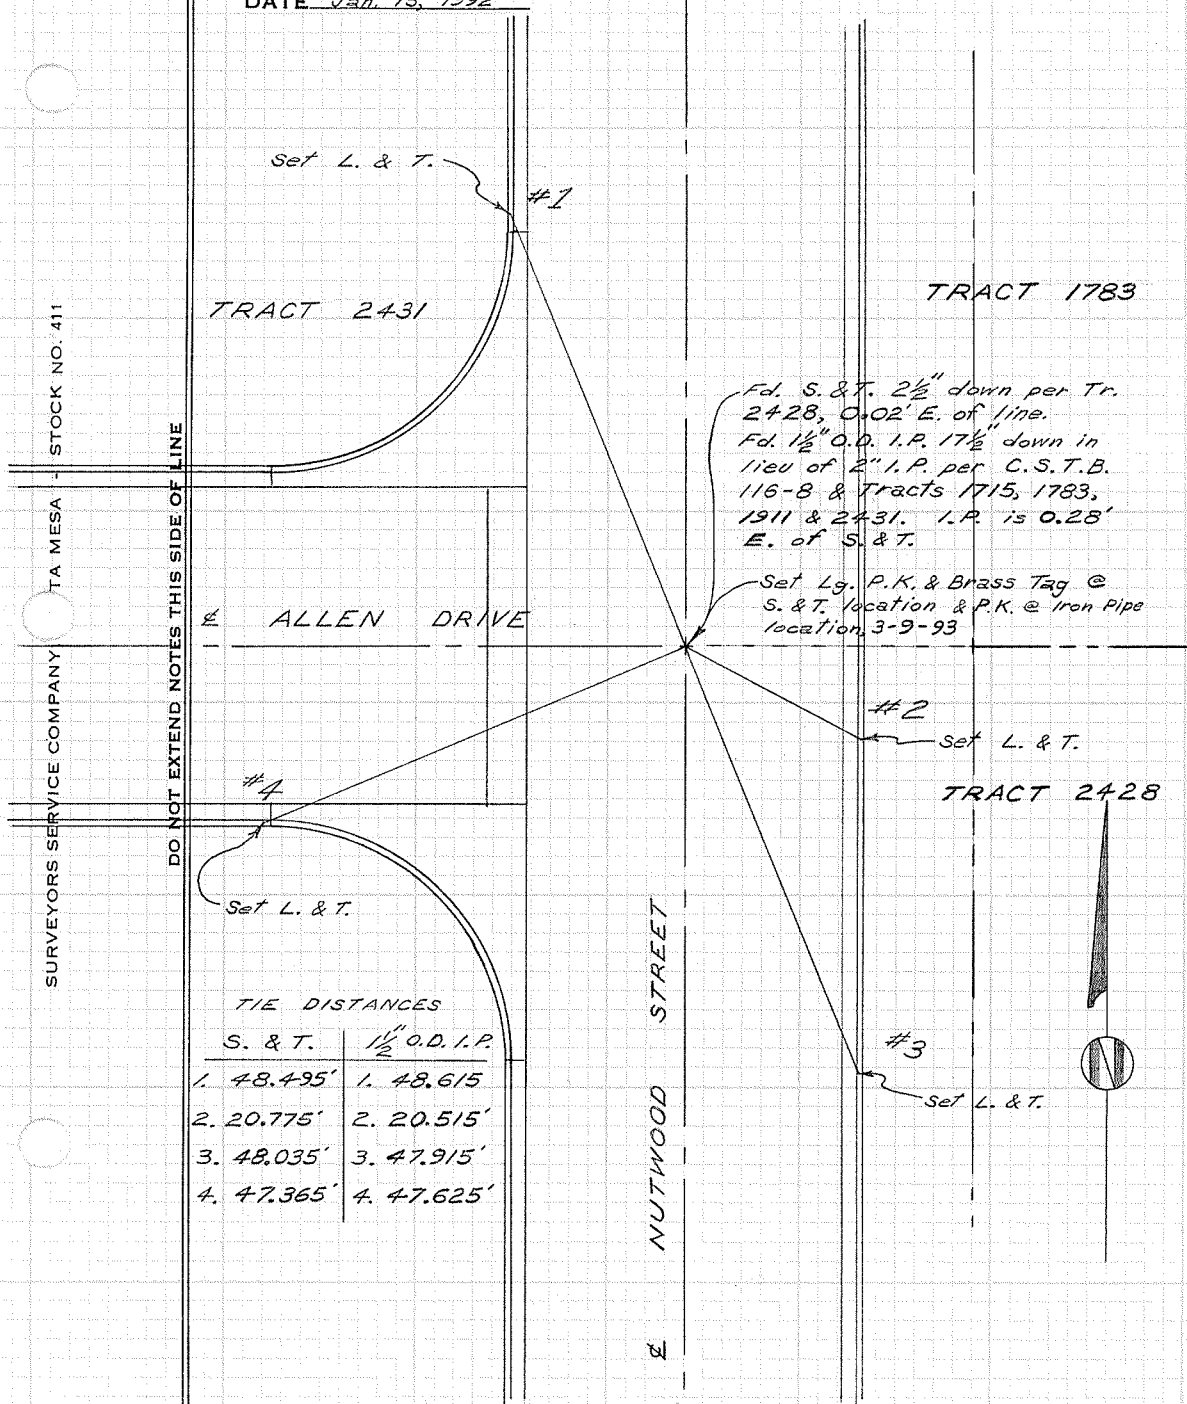 DATE Jan. 15, 1992
Set L. & T.
#1
TRACT 2431
TRACT 1783
Fd. S. & T. 2½" down per Tr.
2428, 0.02' E. of line.
Fd. 1½" O.D. I.P. 17½" down in
lieu of 2" I.P. per C.S.T.B.
116-8 & Tracts 1715, 1783,
1911 & 2431. I.P. is 0.28'
E. of S. & T.
Set Lg. P.K. & Brass Tag @
S. & T. location & P.K. @ Iron Pipe
location, 3-9-93
℄ ALLEN DRIVE
#2
Set L. & T.
TRACT 2428
#4
Set L. & T.
#3
Set L. & T.
℄ NUTWOOD STREET
TIE DISTANCES
S. & T. 1½" O.D. I.P.
1. 48.495' 1. 48.615
2. 20.775' 2. 20.515'
3. 48.035' 3. 47.915'
4. 47.365' 4. 47.625'
DO NOT EXTEND NOTES THIS SIDE OF LINE
SURVEYORS SERVICE COMPANY TA MESA - STOCK NO. 411